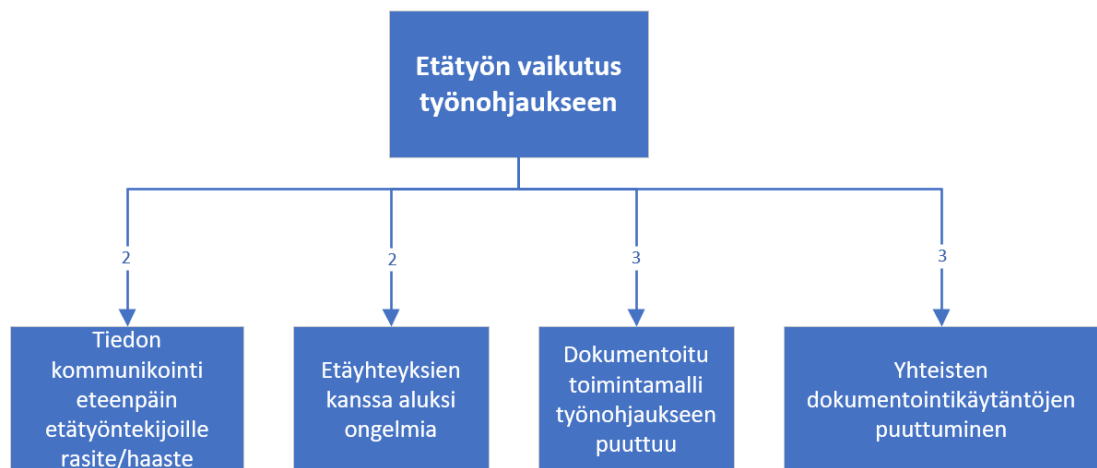 Etätyön vaikutus
työnohjaukseen
2
2
3
3
Tiedon
kommunikointi
eteenpäin
etätyöntekijoille
rasite/haaste
Etäyhteyksien
kanssa aluksi
ongelmia
Dokumentoitu
toimintamalli
työnohjaukseen
puuttuu
Yhteisten
dokumentointikäytäntöjen
puuttuminen